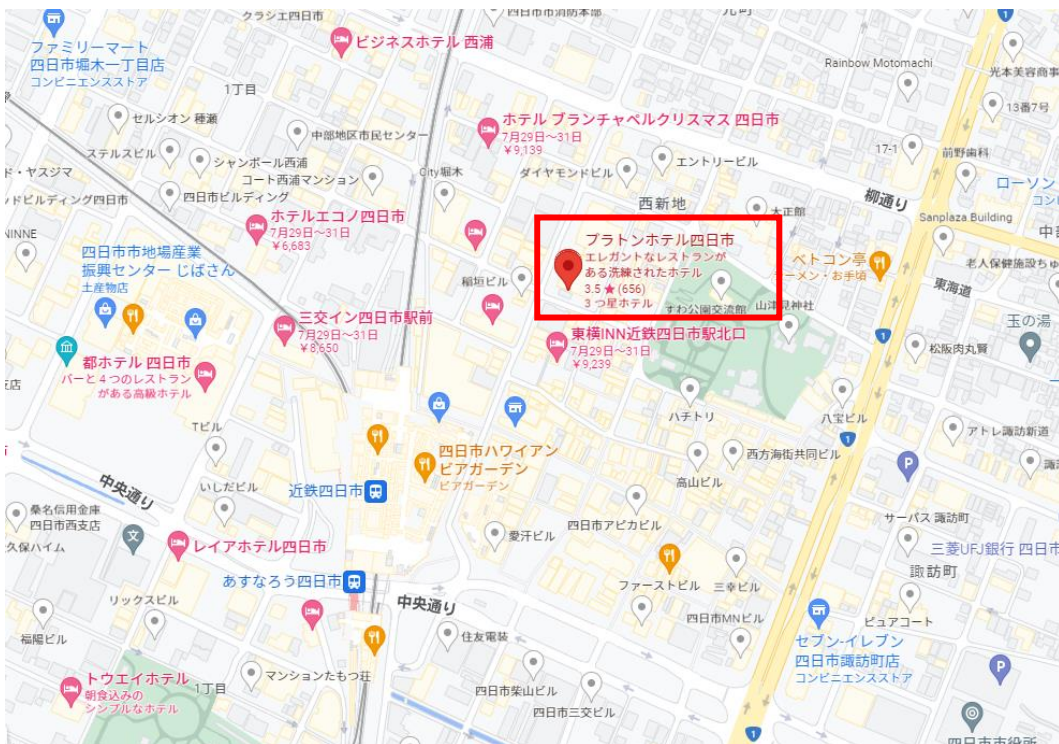 クラシェ四日市
四日市市消防本部
元町
1
ファミリーマート
四日市堀木一丁目店
コンビニエンスストア
ビジネスホテル 西浦
Rainbow Motomachi
光本美容商事
1丁目
セルシオン 種瀬
中部地区市民センター
ホテル ブランチャペルクリスマス 四日市
7月29日~31日
¥9,139
13番7号
ステルスビル
シャンボール西浦
コート西浦マンション
City堀木
ダイヤモンドビル
エントリービル
17-1
前野歯科
ド・ヤスジマ
四日市ビルディング
ドビルディング四日市
西新地
大正館
柳通り
ローソン
Sanplaza Building
NINNE
ホテルエコノ四日市
7月29日~31日
¥6,683
プラトンホテル四日市
エレガントなレストランが
ある洗練されたホテル
3.5 ★ (656)
3 つ星ホテル
ベトコン亭
ラーメン・お手頃
四日市市地場産業
振興センター じばさん
土産物店
稲垣ビル
すわ公園交流館
山津見神社
東海道
玉の湯
三交イン四日市駅前
7月29日~31日
¥8,650
東横INN近鉄四日市駅北口
7月29日~31日
¥9,239
松阪肉丸賢
都ホテル 四日市
バーと 4 つのレストラン
がある高級ホテル
ハチトリ
八宝ビル
1
アトレ諏訪新道
Tビル
四日市ハワイアン
ビアガーデン
ビアガーデン
西方海街共同ビル
P
高山ビル
中央通り
いしだビル
近鉄四日市
桑名信用金庫
四日市西支店
四日市アピカビル
サーパス 諏訪町
久保ハイム
文
レイアホテル四日市
愛汗ビル
三菱UFJ銀行 四日市
諏訪町
あすなろう四日市
ファーストビル
三幸ビル
リックスビル
中央通り
四日市MNビル
ピュアコート
福陽ビル
住友電装
セブン-イレブン
四日市諏訪町店
コンビニエンスストア
P
トウエイホテル
朝食込みの
シンプルなホテル
1丁目
マンションたもつ荘
四日市柴山ビル
四日市三交ビル
1
四日市市役所